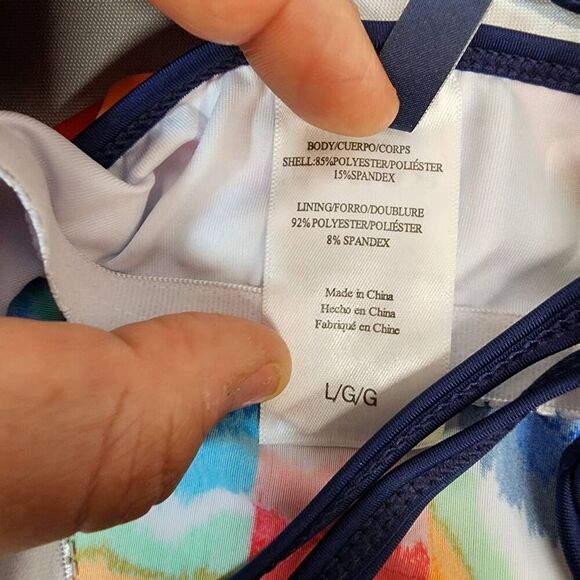 BODY/CUERPO/CORPS
SHELL:85%POLYESTER/POLIÉSTER
15%SPANDEX
LINING/FORRO/DOUBLURE
92% POLYESTER/POLIÉSTER
8% SPANDEX
Made in China
Hecho en China
Fabriqué en Chine
L/G/G